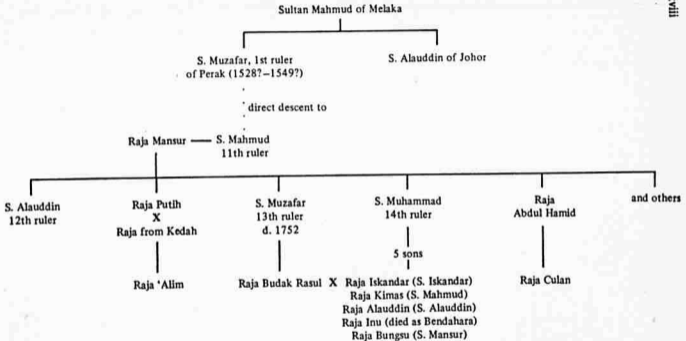 xviii
Sultan Mahmud of Melaka
S. Muzafar, 1st ruler
of Perak (1528?–1549?)
S. Alauddin of Johor
direct descent to
Raja Mansur — S. Mahmud
11th ruler
S. Alauddin
12th ruler
Raja Putih
X
Raja from Kedah
S. Muzafar
13th ruler
d. 1752
S. Muhammad
14th ruler
Raja
Abdul Hamid
and others
5 sons
Raja 'Alim
Raja Budak Rasul X Raja Iskandar (S. Iskandar)
Raja Kimas (S. Mahmud)
Raja Alauddin (S. Alauddin)
Raja Inu (died as Bendahara)
Raja Bungsu (S. Mansur)
Raja Culan